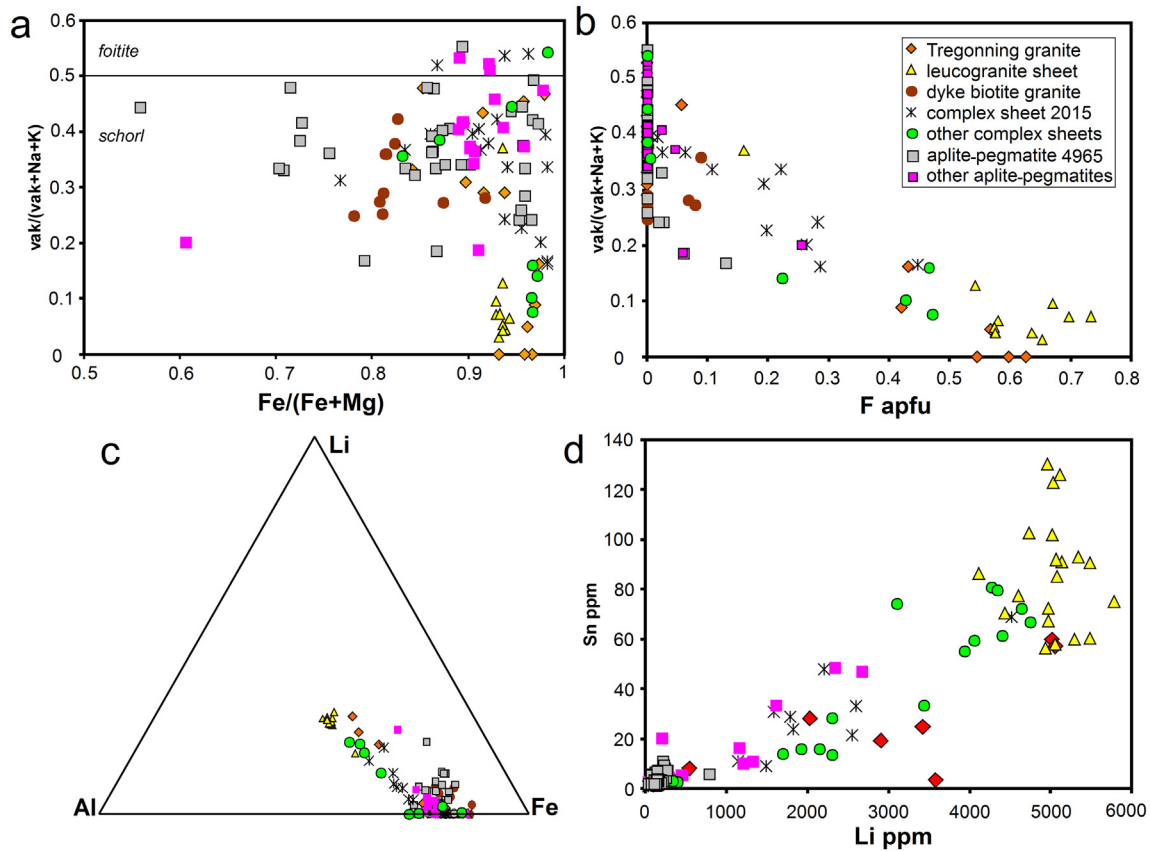 a
0.6
0.5
0.4
0.3
0.2
0.1
0
vak/(vak+Na+K)
foitite
schorl
0.5 0.6 0.7 0.8 0.9 1
Fe/(Fe+Mg)
b
0.6
0.5
0.4
0.3
0.2
0.1
0
vak/(vak+Na+K)
Tregonning granite
leucogranite sheet
dyke biotite granite
complex sheet 2015
other complex sheets
aplite-pegmatite 4965
other aplite-pegmatites
0 0.1 0.2 0.3 0.4 0.5 0.6 0.7 0.8
F apfu
c
Li
Al
Fe
d
140
120
100
80
60
40
20
0
Sn ppm
0 1000 2000 3000 4000 5000 6000
Li ppm